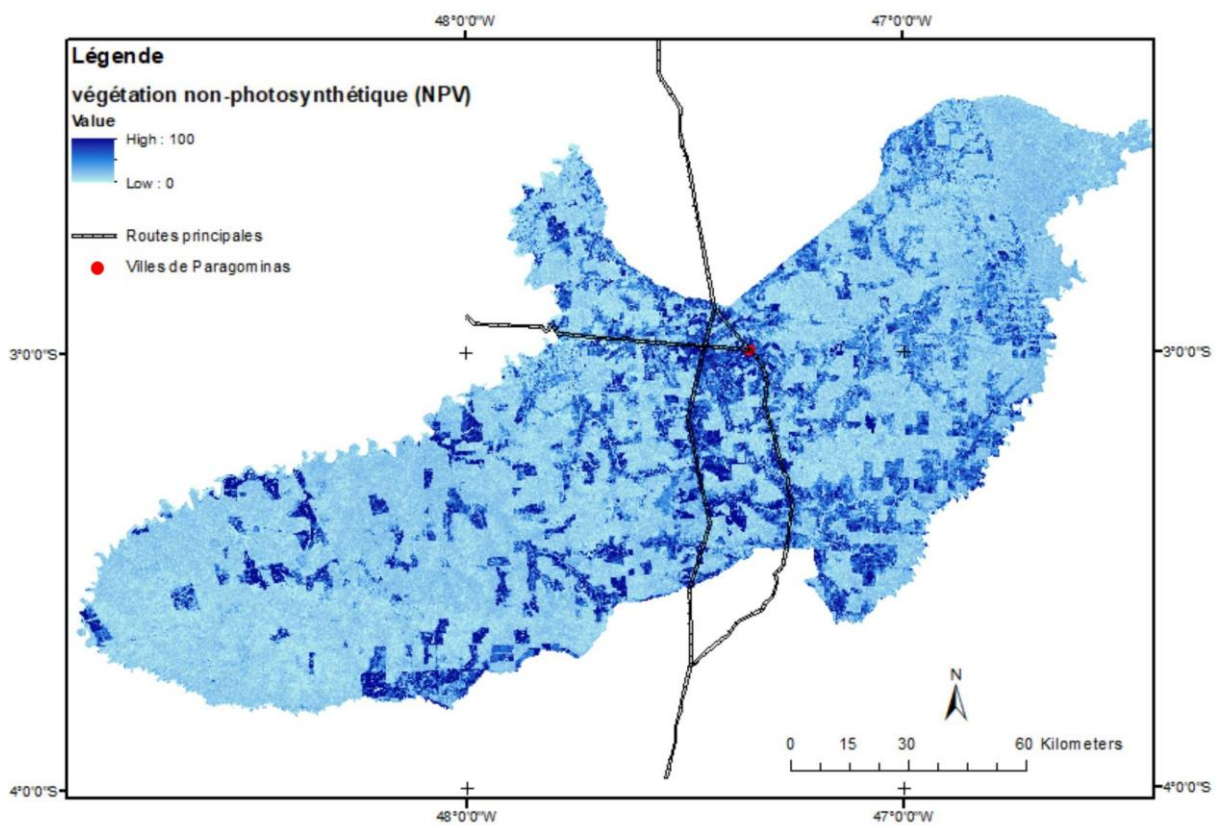 48°0'0"W
47°0'0"W
Légende
végétation non-photosynthétique (NPV)
Value
High : 100
Low : 0
Routes principales
Villes de Paragominas
3°0'0"S
3°0'0"S
N
0 15 30 60 Kilometers
4°0'0"S
4°0'0"S
48°0'0"W
47°0'0"W